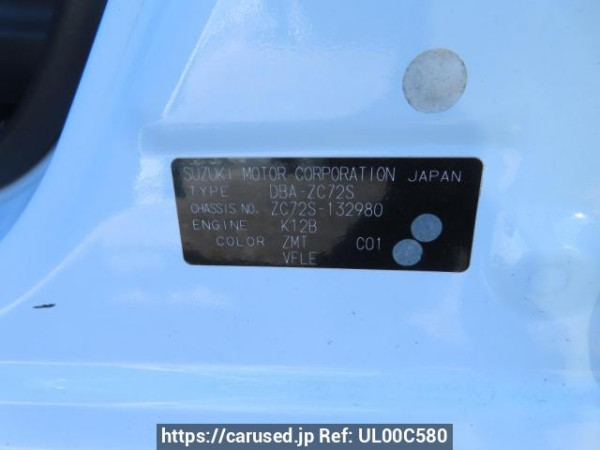 SUZUKI MOTOR CORPORATION JAPAN
TYPE DBA-ZC72S
CHASSIS NO. ZC72S-132980
ENGINE K12B
COLOR ZMT C01
VFLE
https://carused.jp Ref: UL00C580